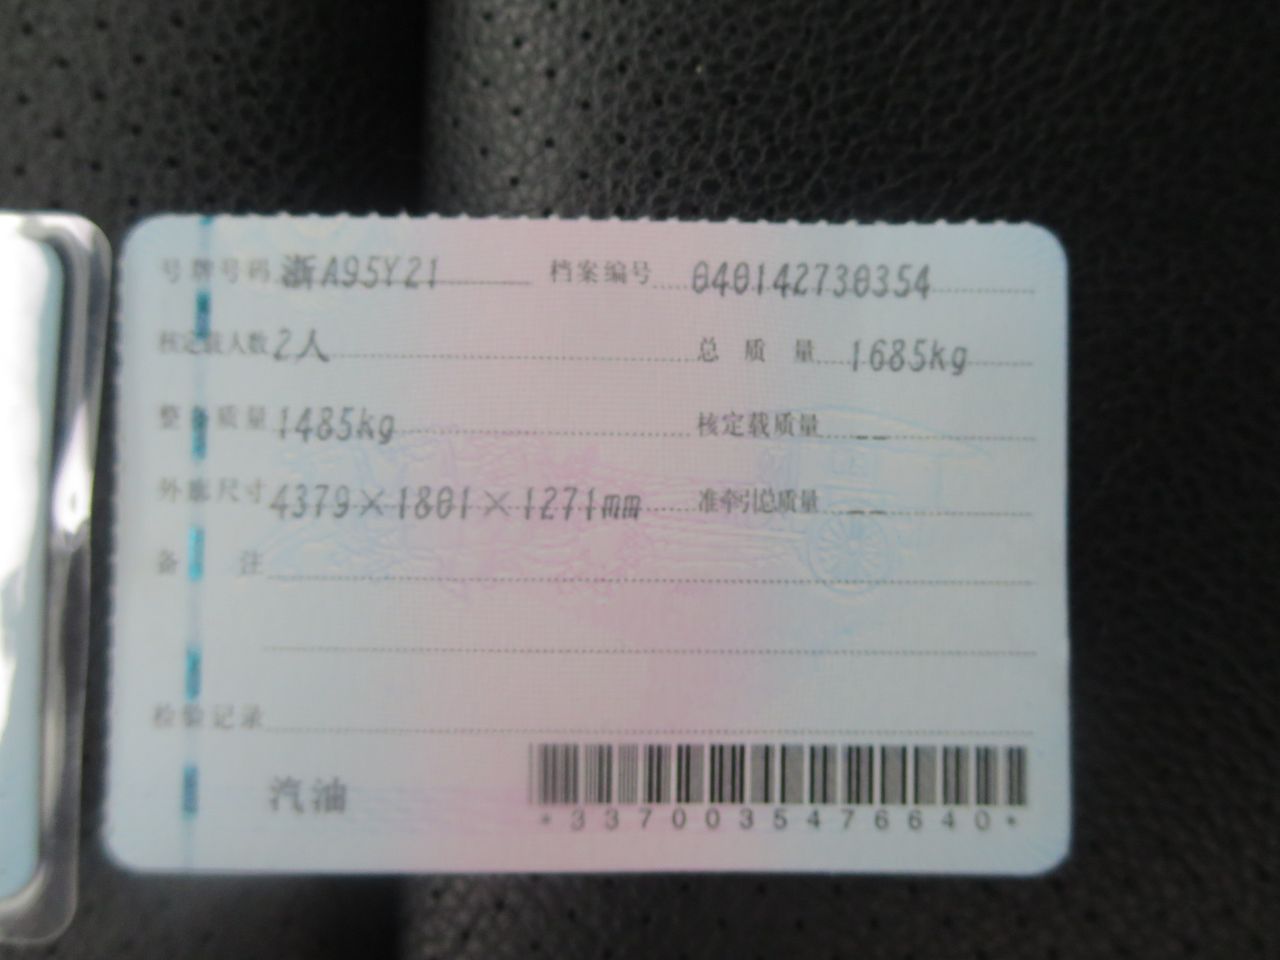 号牌号码 浙A95Y21 档案编号 040142730354
核定载人数 2人 总质量 1685kg
整备质量 1485kg 核定载质量 --
外廓尺寸 4379×1801×1271mm 准牵引总质量 --
备注
检验记录
汽油
*3370035476640*